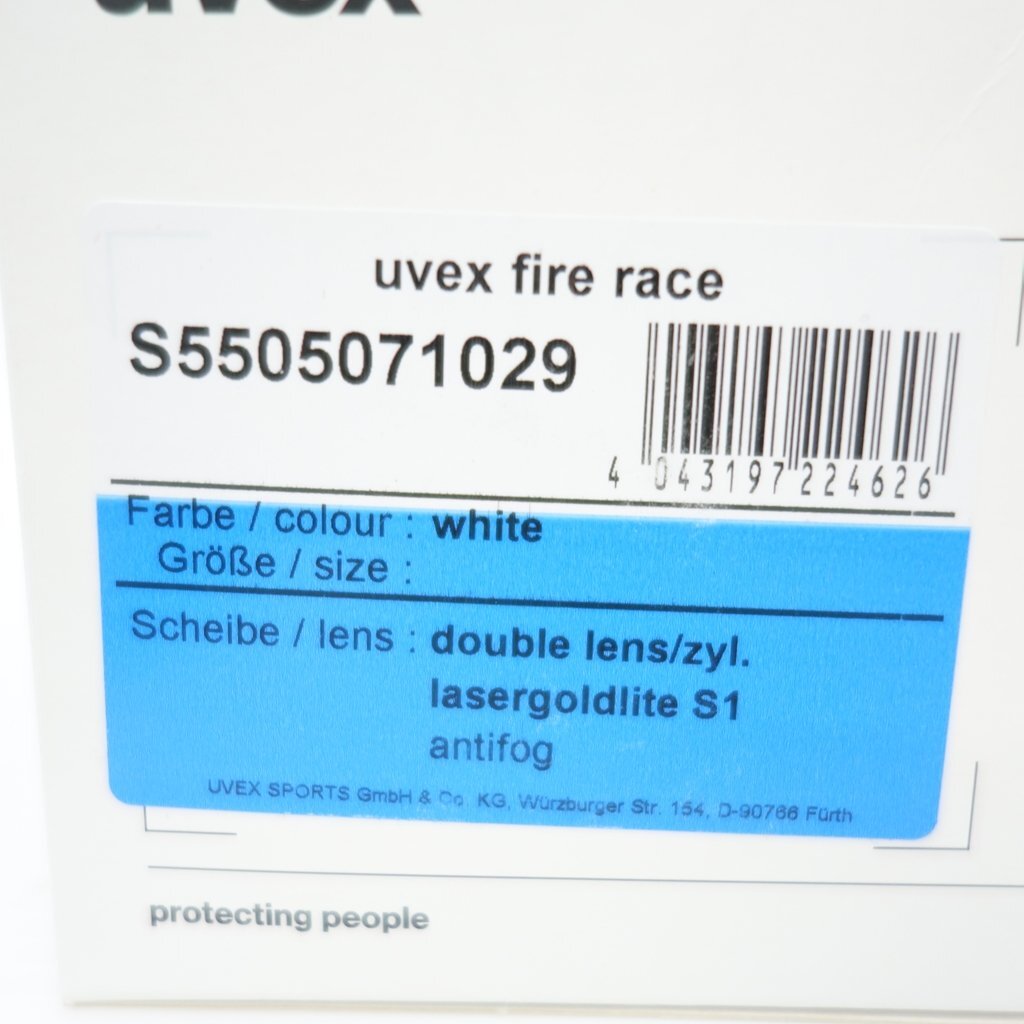 uvex
uvex fire race
S5505071029
4 043197 224626
Farbe / colour : white
Größe / size :
Scheibe / lens : double lens/zyl.
lasergoldlite S1
antifog
UVEX SPORTS GmbH & Co. KG, Würzburger Str. 154, D-90766 Fürth
protecting people